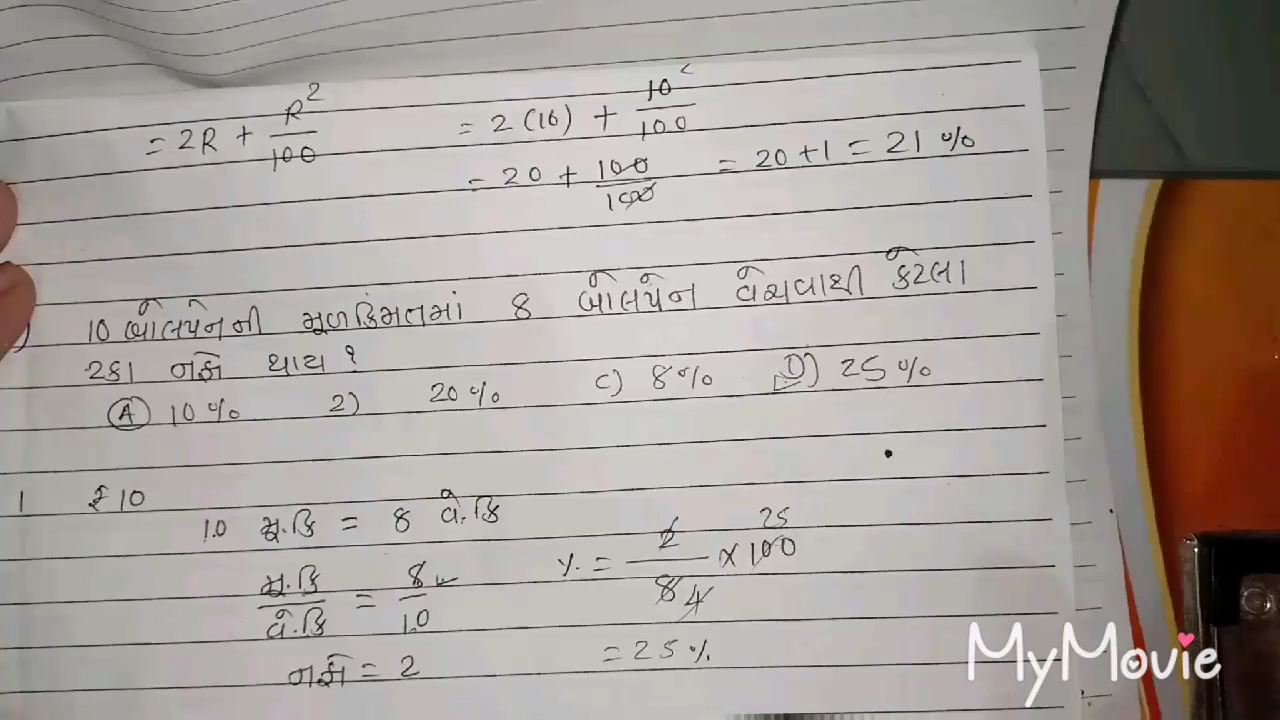 = 2R + R²/100 = 2(10) + 10²/100
= 20 + 100/100 = 20 + 1 = 21 %
10 બોલપેનની મૂળકિંમતમાં 8 બોલપેન વેચવાથી કેટલા
ટકા નફો થાય ?
(A) 10 % 2) 20 % C) 8 % D) 25 %
1 ₹ 10
10 મૂ.કિ = 8 વે.કિ
મૂ.કિ/વે.કિ = 8/10
નફો = 2
% = 2/8 4 × 100 25
= 25 %
MyMovie